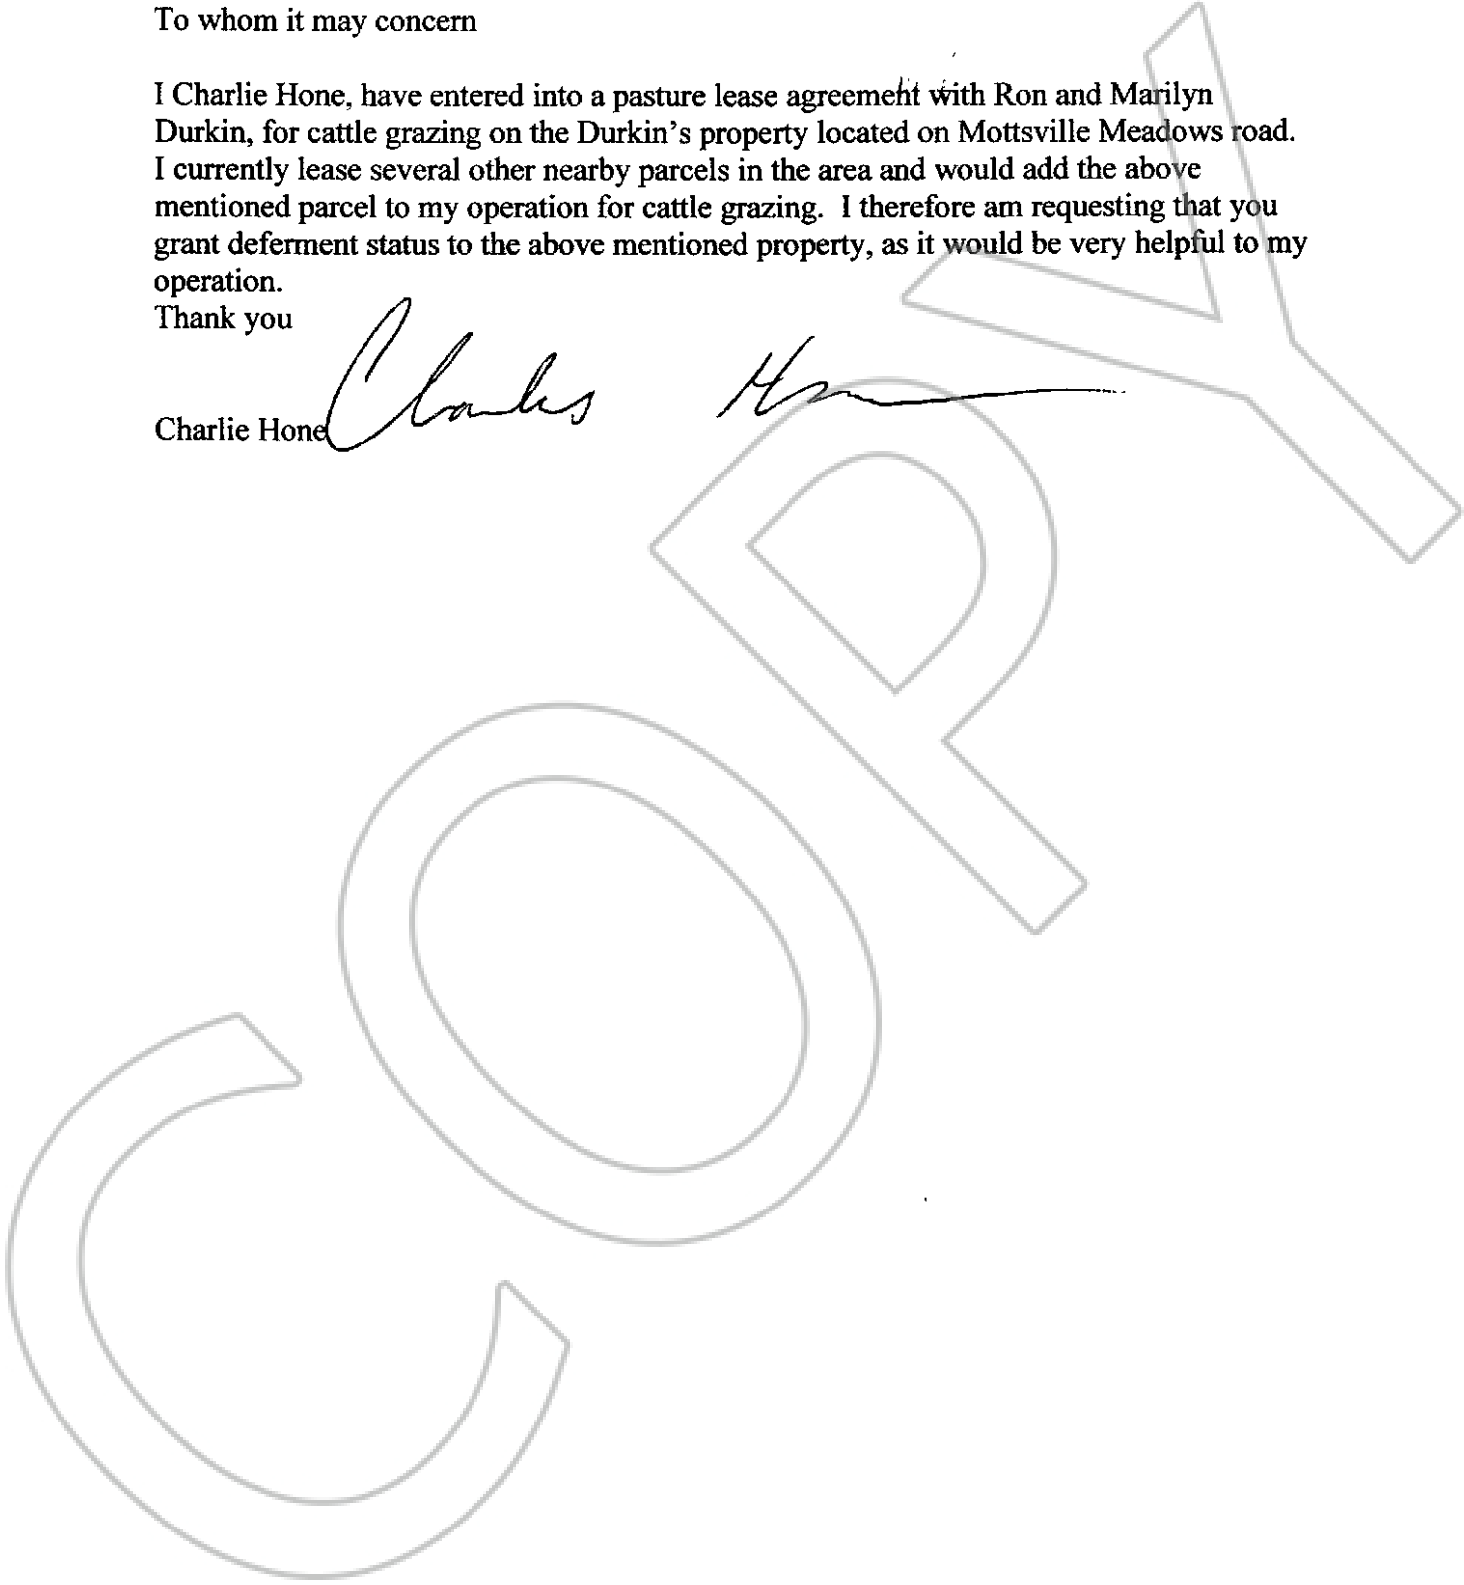 To whom it may concern
I Charlie Hone, have entered into a pasture lease agreement with Ron and Marilyn
Durkin, for cattle grazing on the Durkin's property located on Mottsville Meadows road.
I currently lease several other nearby parcels in the area and would add the above
mentioned parcel to my operation for cattle grazing.  I therefore am requesting that you
grant deferment status to the above mentioned property, as it would be very helpful to my
operation.
Thank you
Charles
Charlie Hone
COPY